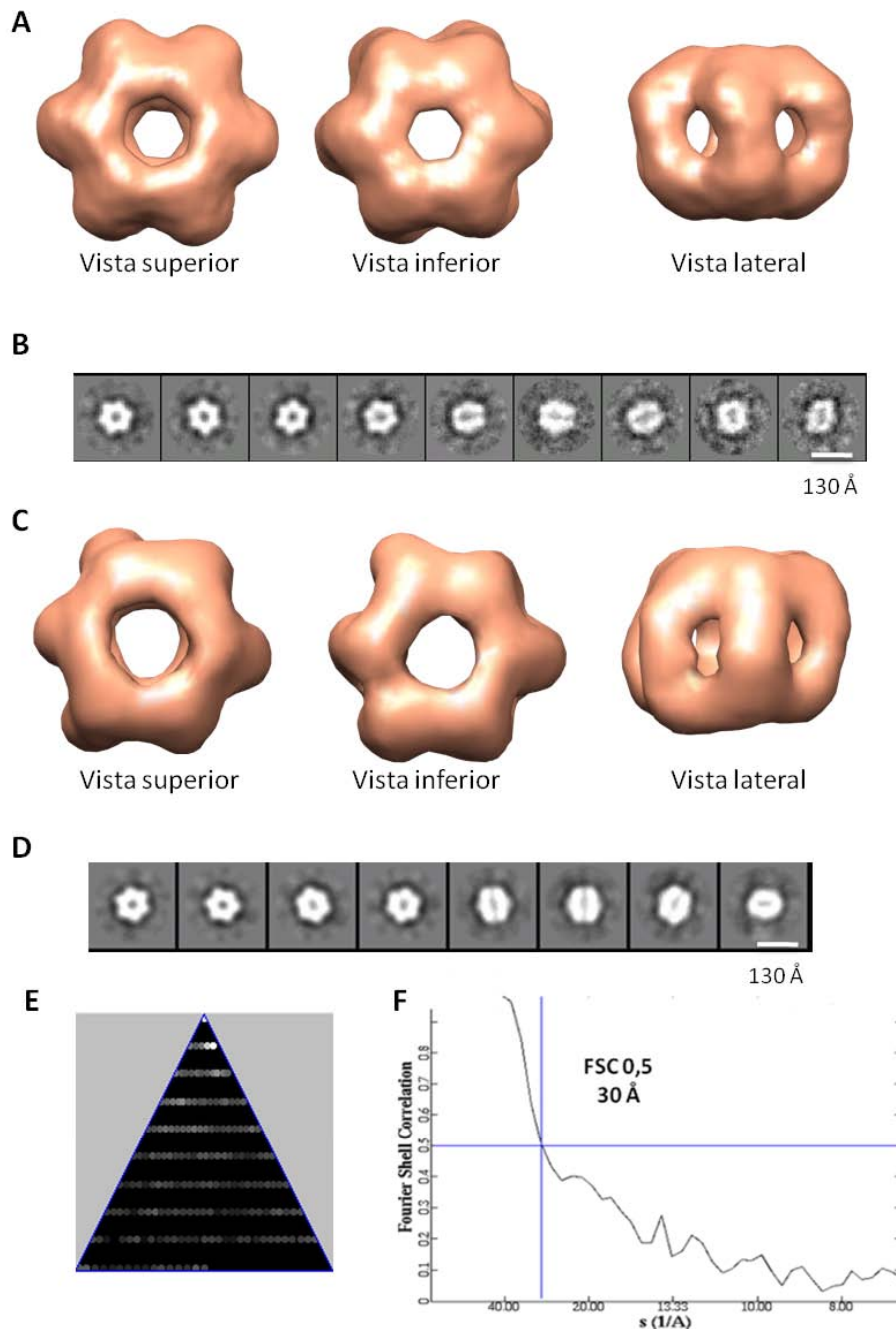 A
Vista superior
Vista inferior
Vista lateral
B
130 Å
C
Vista superior
Vista inferior
Vista lateral
D
130 Å
E
F
FSC 0,5
30 Å
Fourier Shell Correlation
0.8
0.7
0.6
0.5
0.4
0.3
0.2
0.1
0
40.00
20.00
13.33
10.00
8.00
s (1/A)